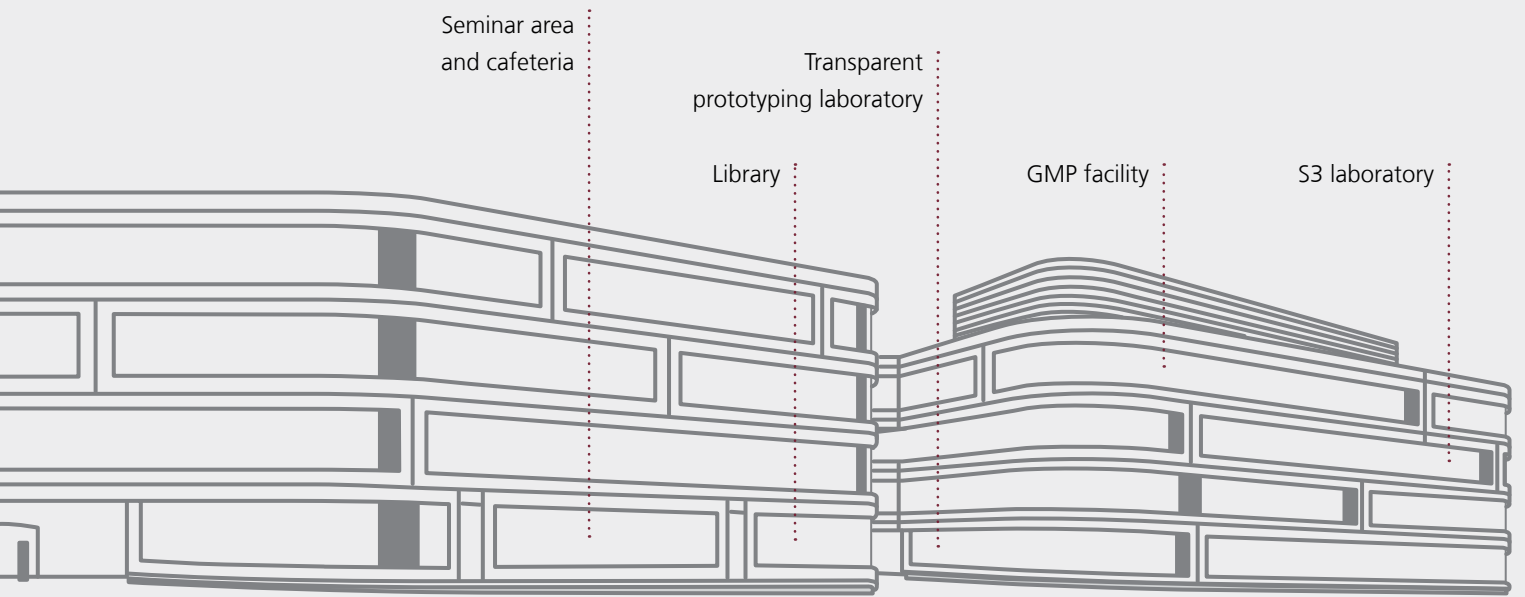 Seminar area
and cafeteria
Transparent
prototyping laboratory
Library
GMP facility
S3 laboratory